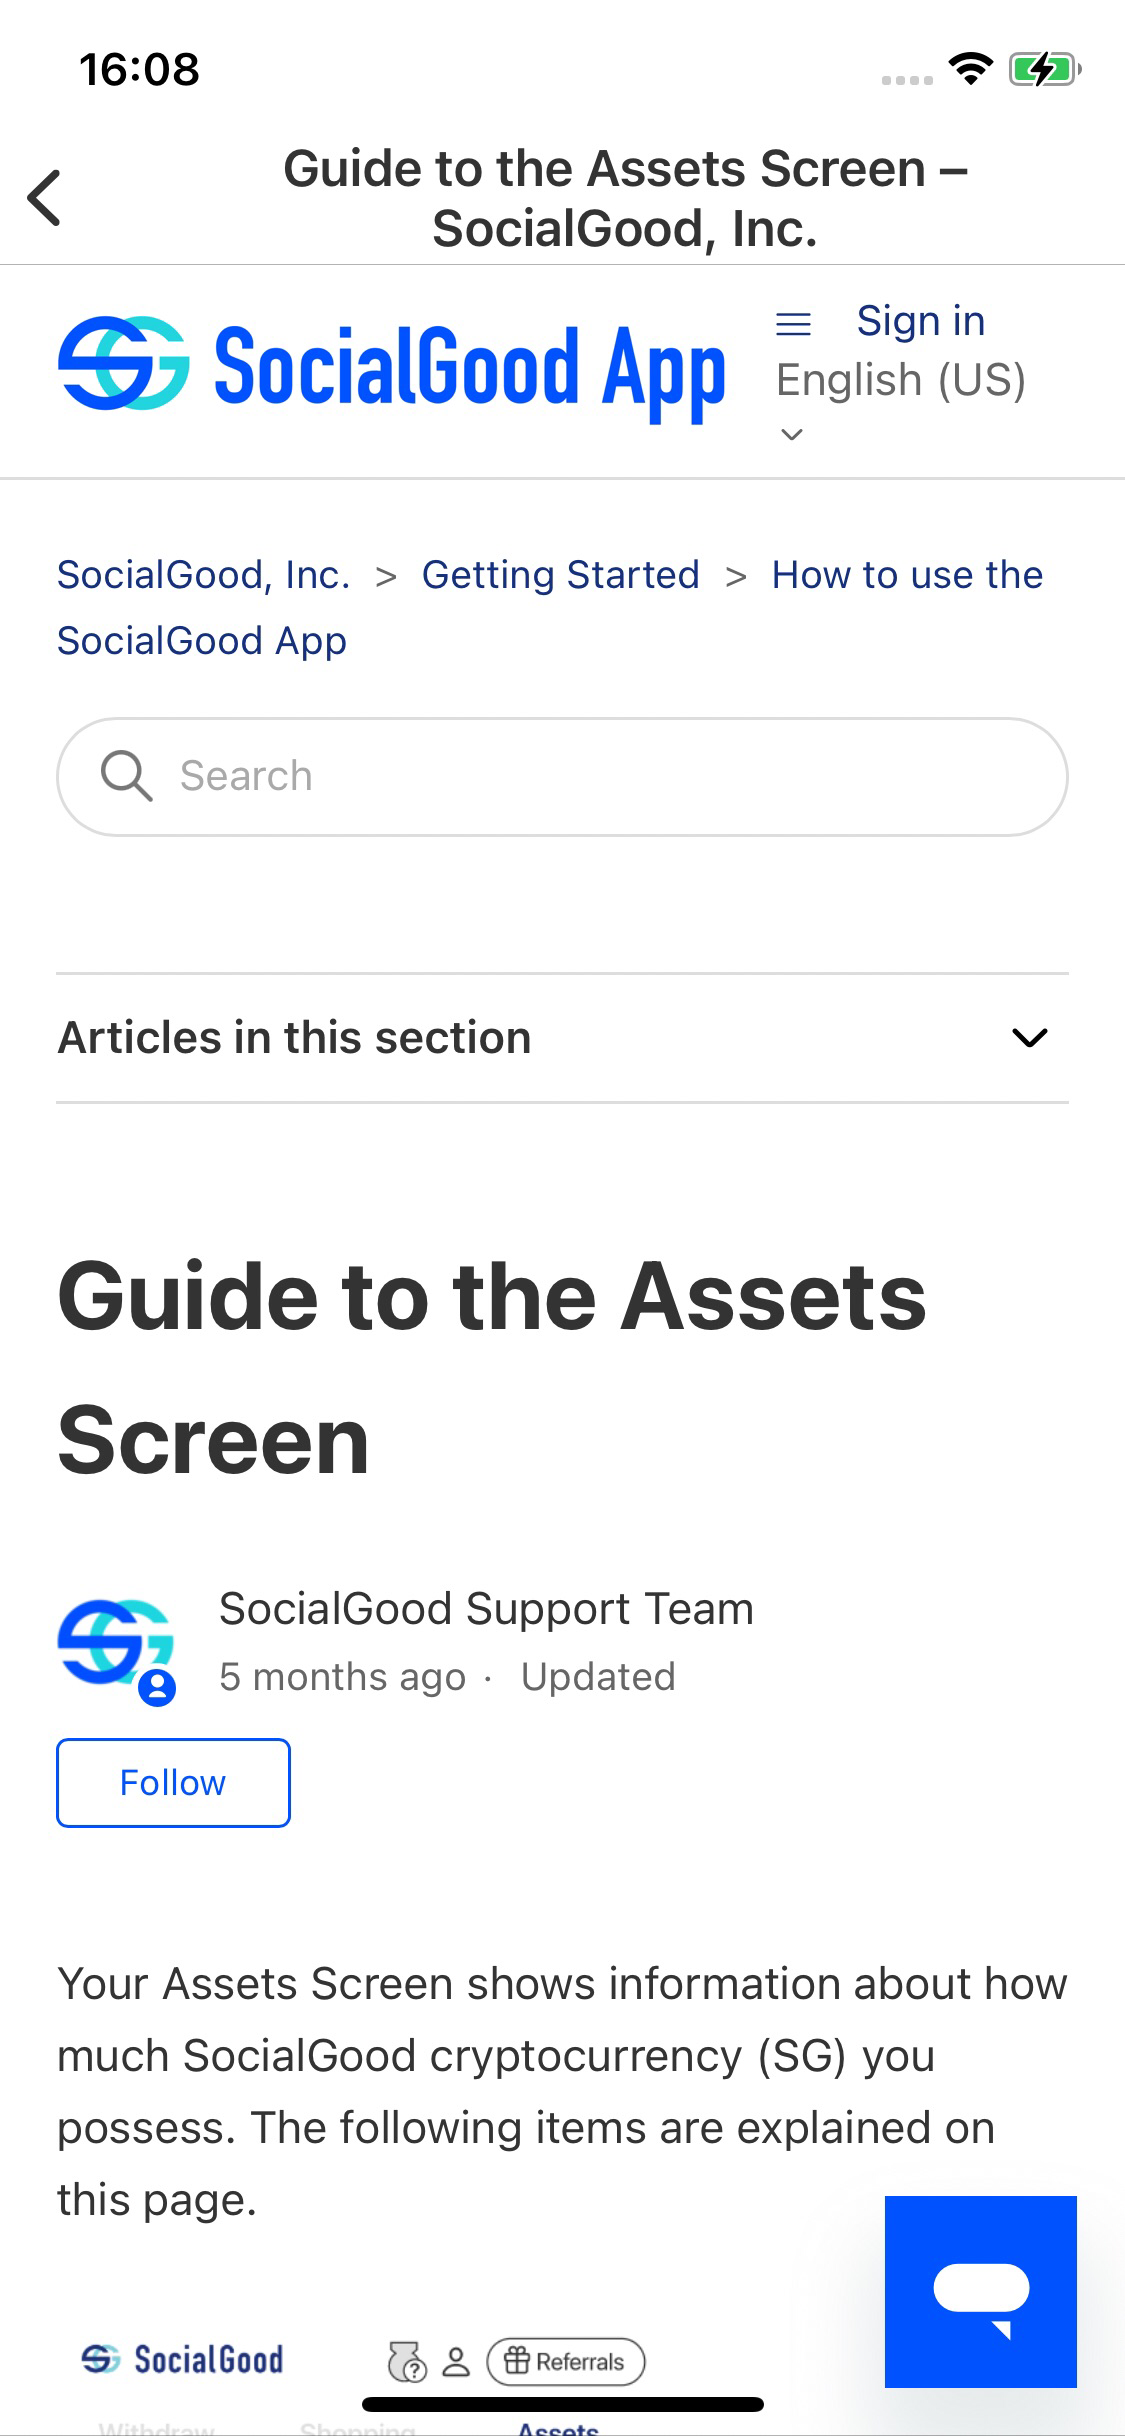 16:08
Guide to the Assets Screen –
SocialGood, Inc.
SocialGood App
Sign in
English (US)
SocialGood, Inc. > Getting Started > How to use the
SocialGood App
Search
Articles in this section
Guide to the Assets
Screen
SocialGood Support Team
5 months ago · Updated
Follow
Your Assets Screen shows information about how
much SocialGood cryptocurrency (SG) you
possess. The following items are explained on
this page.
SocialGood
Referrals
Withdraw Shopping Assets